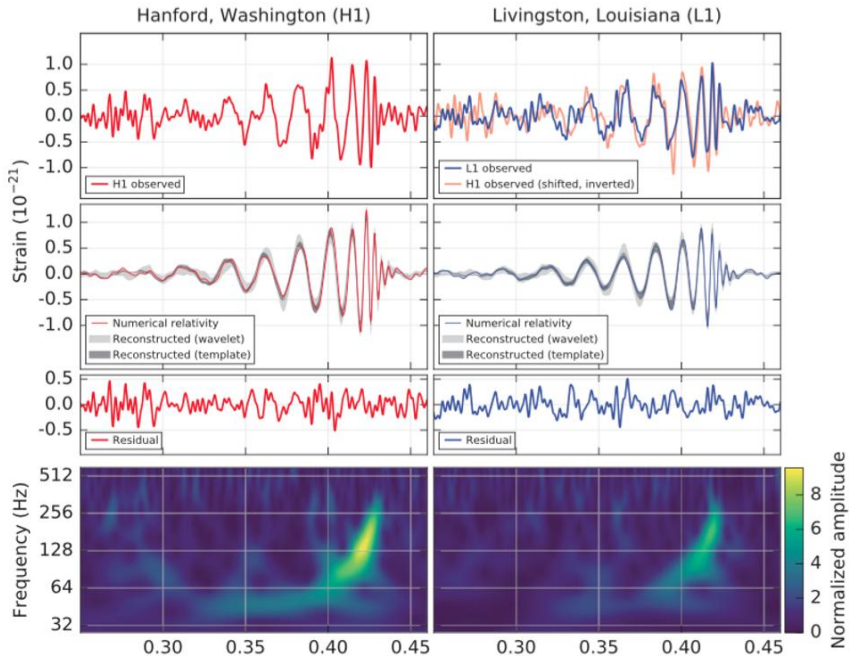 Hanford, Washington (H1)
Livingston, Louisiana (L1)
1.0
0.5
0.0
-0.5
-1.0
H1 observed
L1 observed
H1 observed (shifted, inverted)
Strain (10⁻²¹)
1.0
0.5
0.0
-0.5
-1.0
Numerical relativity
Reconstructed (wavelet)
Reconstructed (template)
Numerical relativity
Reconstructed (wavelet)
Reconstructed (template)
0.5
0.0
-0.5
Residual
Residual
Frequency (Hz)
512
256
128
64
32
8
6
4
2
0
Normalized amplitude
0.30
0.35
0.40
0.45
0.30
0.35
0.40
0.45